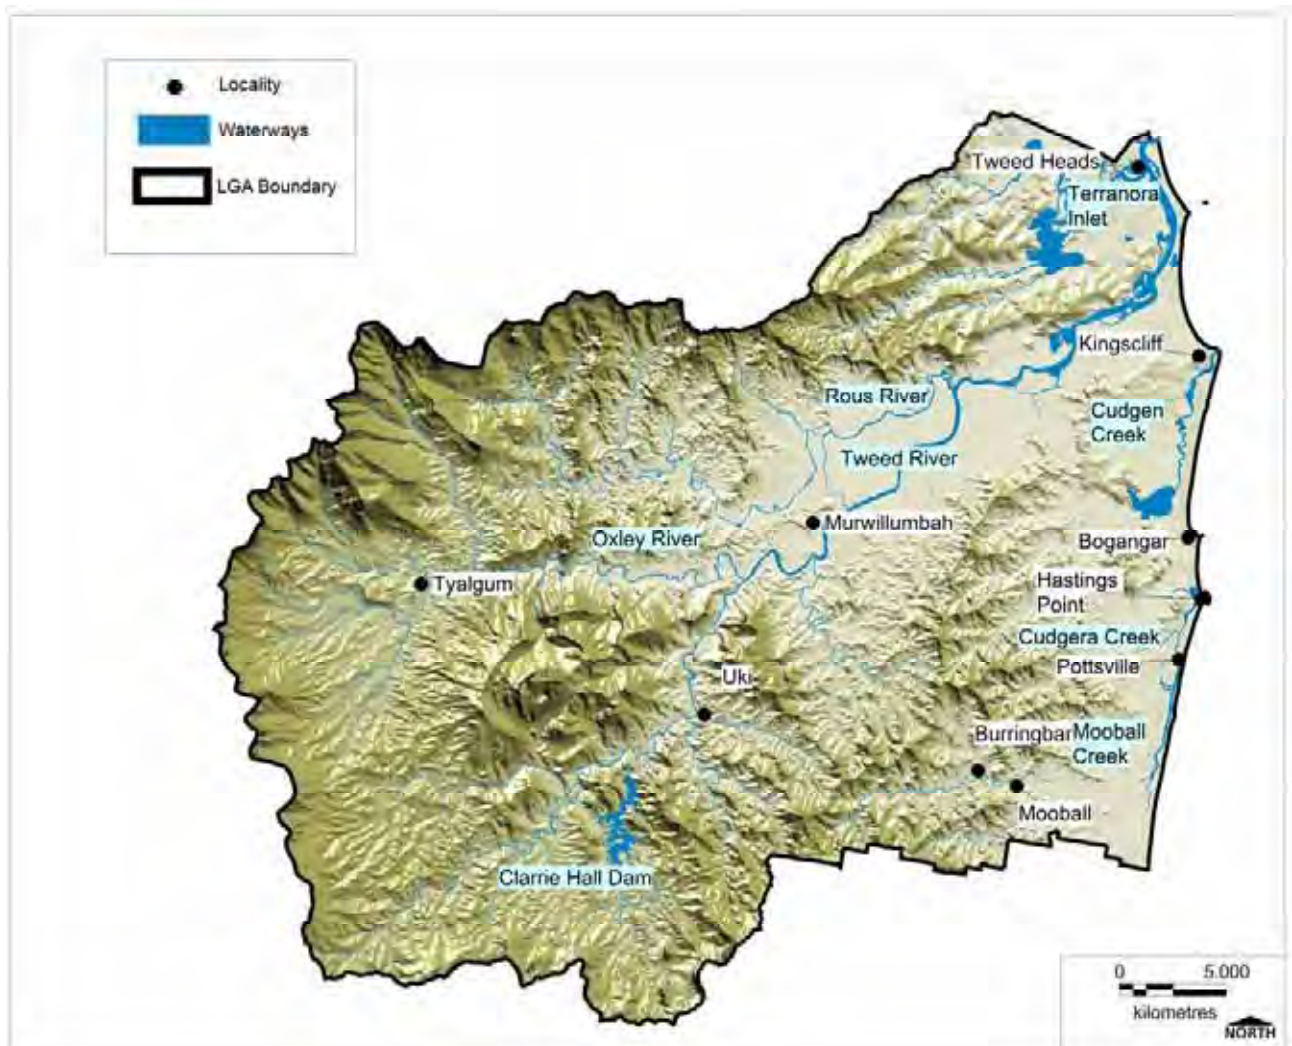 Locality
Waterways
LGA Boundary
Tweed Heads
Terranora
Inlet
Kingscliff
Rous River
Cudgen
Creek
Tweed River
Murwillumbah
Oxley River
Bogangar
Tyalgum
Hastings
Point
Cudgera Creek
Pottsville
Uki
Burringbar
Mooball
Creek
Mooball
Clarrie Hall Dam
0 5.000
kilometres
NORTH